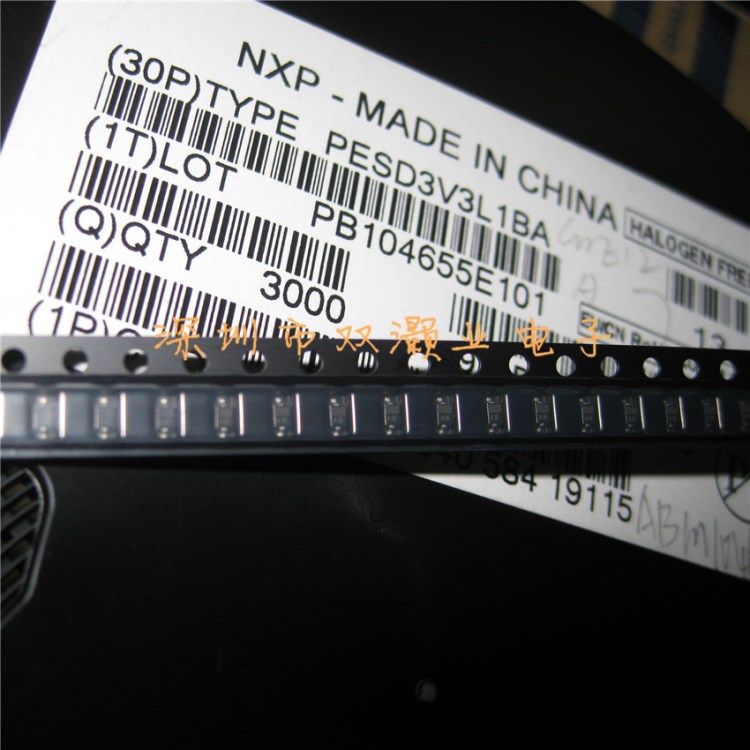 NXP - MADE IN CHINA
(30P)TYPE PESD3V3L1BA
(1T)LOT PB104655E101
(Q)QTY 3000
HALOGEN FREE
深圳市双灏业电子
584 19115